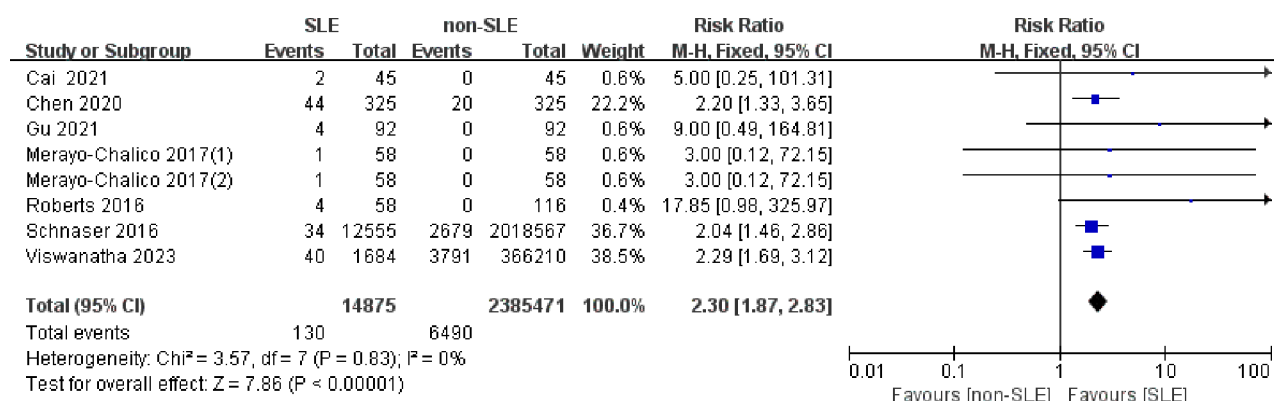 SLE non-SLE Risk Ratio Risk Ratio
Study or Subgroup Events Total Events Total Weight M-H, Fixed, 95% CI M-H, Fixed, 95% CI
Cai 2021 2 45 0 45 0.6% 5.00 [0.25, 101.31]
Chen 2020 44 325 20 325 22.2% 2.20 [1.33, 3.65]
Gu 2021 4 92 0 92 0.6% 9.00 [0.49, 164.81]
Merayo-Chalico 2017(1) 1 58 0 58 0.6% 3.00 [0.12, 72.15]
Merayo-Chalico 2017(2) 1 58 0 58 0.6% 3.00 [0.12, 72.15]
Roberts 2016 4 58 0 116 0.4% 17.85 [0.98, 325.97]
Schnaser 2016 34 12555 2679 2018567 36.7% 2.04 [1.46, 2.86]
Viswanatha 2023 40 1684 3791 366210 38.5% 2.29 [1.69, 3.12]
Total (95% CI) 14875 2385471 100.0% 2.30 [1.87, 2.83]
Total events 130 6490
Heterogeneity: Chi² = 3.57, df = 7 (P = 0.83); I² = 0%
Test for overall effect: Z = 7.86 (P < 0.00001)
0.01 0.1 1 10 100
Favours [non-SLE] Favours [SLE]